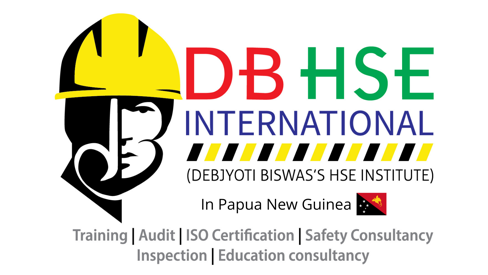 DB HSE
INTERNATIONAL
(DEBJYOTI BISWAS'S HSE INSTITUTE)
In Papua New Guinea
Training | Audit | ISO Certification | Safety Consultancy
Inspection | Education consultancy